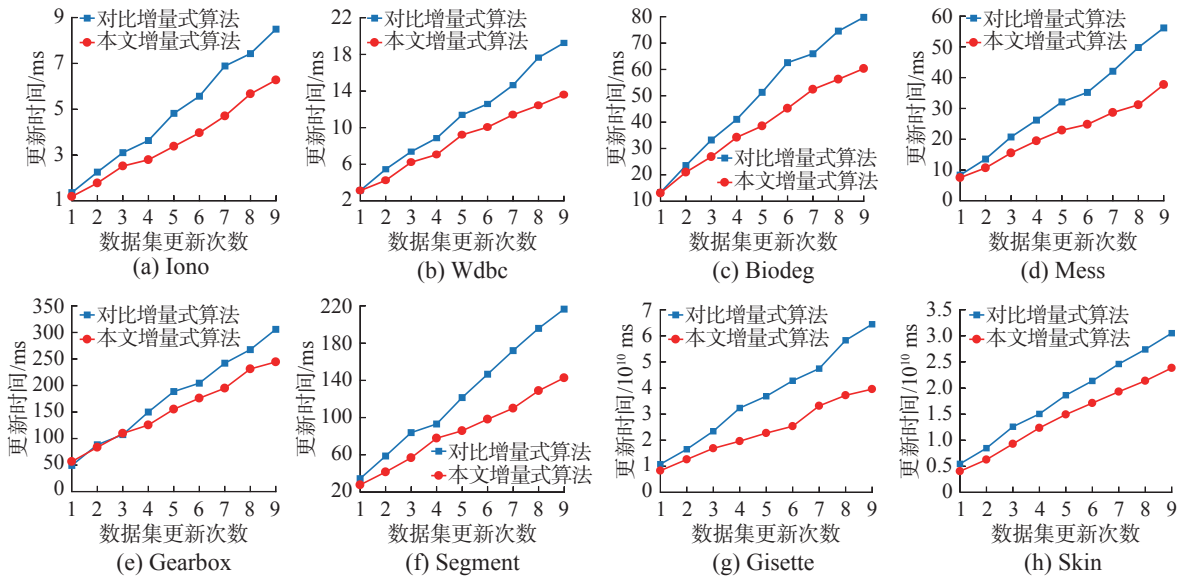 9
7
5
3
1
更新时间/ms
对比增量式算法
本文增量式算法
1 2 3 4 5 6 7 8 9
数据集更新次数
(a) Iono
22
18
14
10
6
2
更新时间/ms
对比增量式算法
本文增量式算法
1 2 3 4 5 6 7 8 9
数据集更新次数
(b) Wdbc
80
70
60
50
40
30
20
10
更新时间/ms
对比增量式算法
本文增量式算法
1 2 3 4 5 6 7 8 9
数据集更新次数
(c) Biodeg
60
50
40
30
20
10
0
更新时间/ms
对比增量式算法
本文增量式算法
1 2 3 4 5 6 7 8 9
数据集更新次数
(d) Mess
350
300
250
200
150
100
50
0
更新时间/ms
对比增量式算法
本文增量式算法
1 2 3 4 5 6 7 8 9
数据集更新次数
(e) Gearbox
220
180
140
100
60
20
更新时间/ms
对比增量式算法
本文增量式算法
1 2 3 4 5 6 7 8 9
数据集更新次数
(f) Segment
7
6
5
4
3
2
1
0
更新时间/10¹⁰ ms
对比增量式算法
本文增量式算法
1 2 3 4 5 6 7 8 9
数据集更新次数
(g) Gisette
3.5
3.0
2.5
2.0
1.5
1.0
0.5
0
更新时间/10¹⁰ ms
对比增量式算法
本文增量式算法
1 2 3 4 5 6 7 8 9
数据集更新次数
(h) Skin